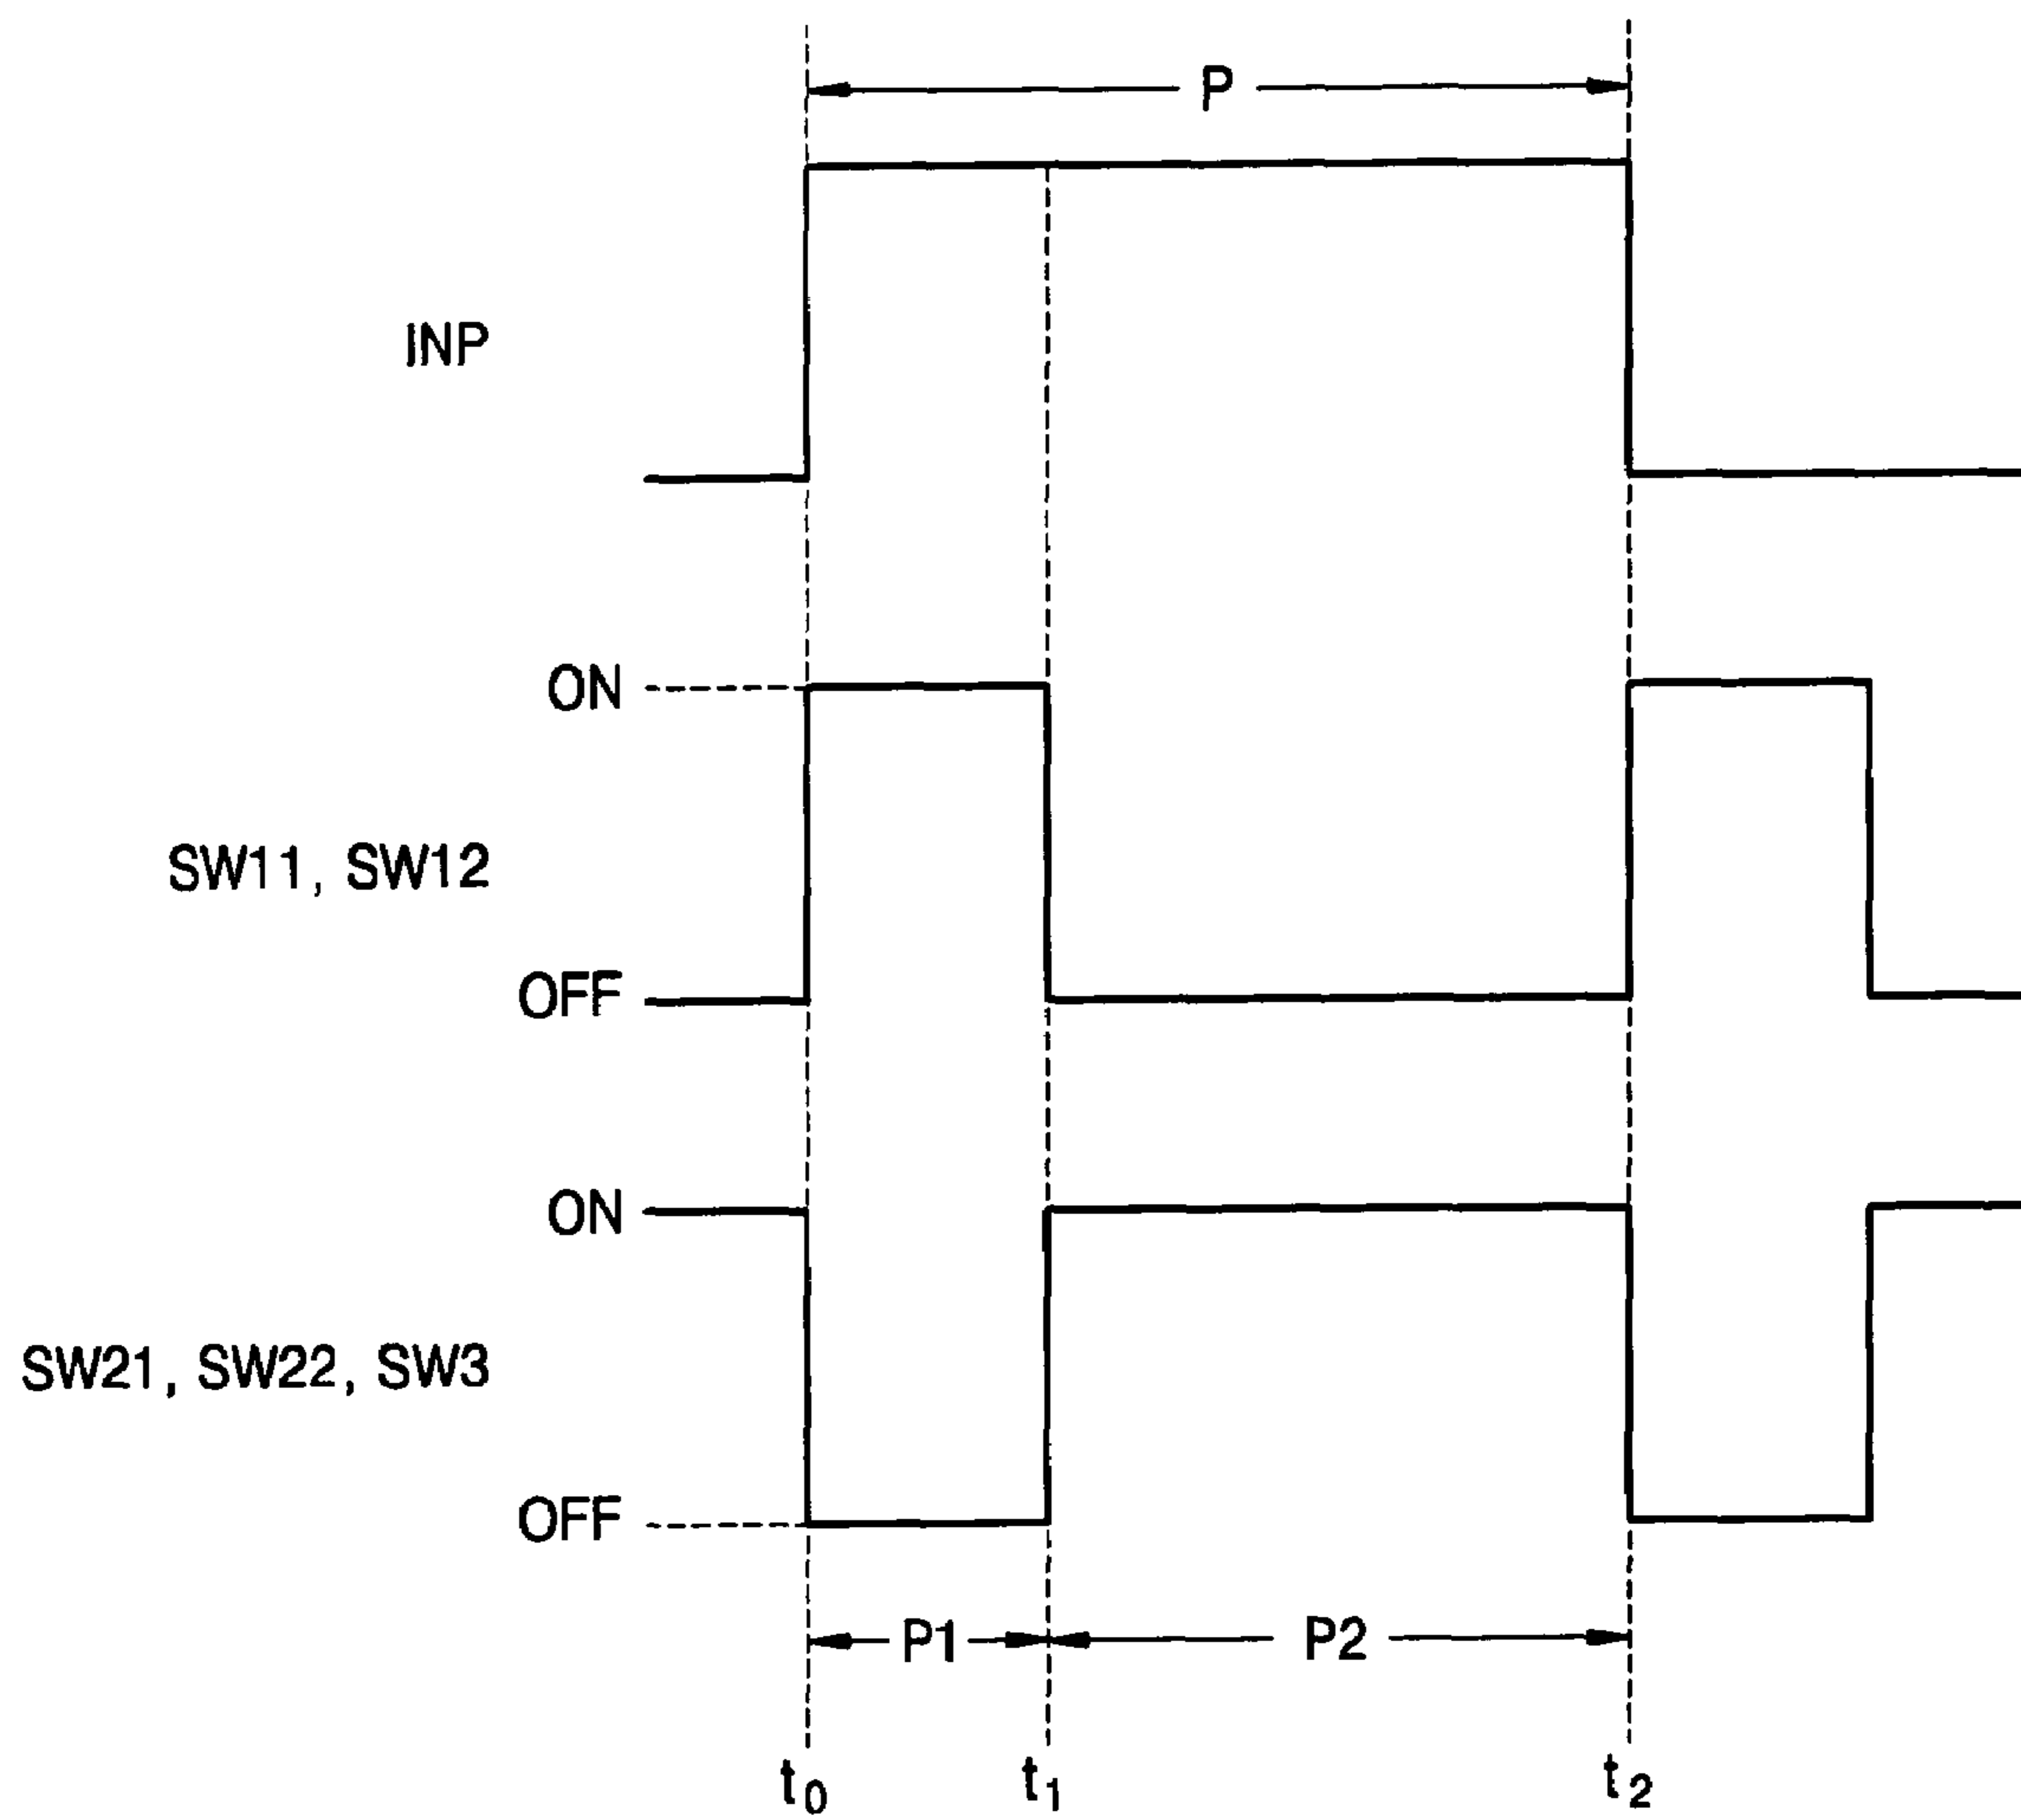 P
INP
ON
SW11, SW12
OFF
ON
SW21, SW22, SW3
OFF
P1 P2
t0 t1 t2